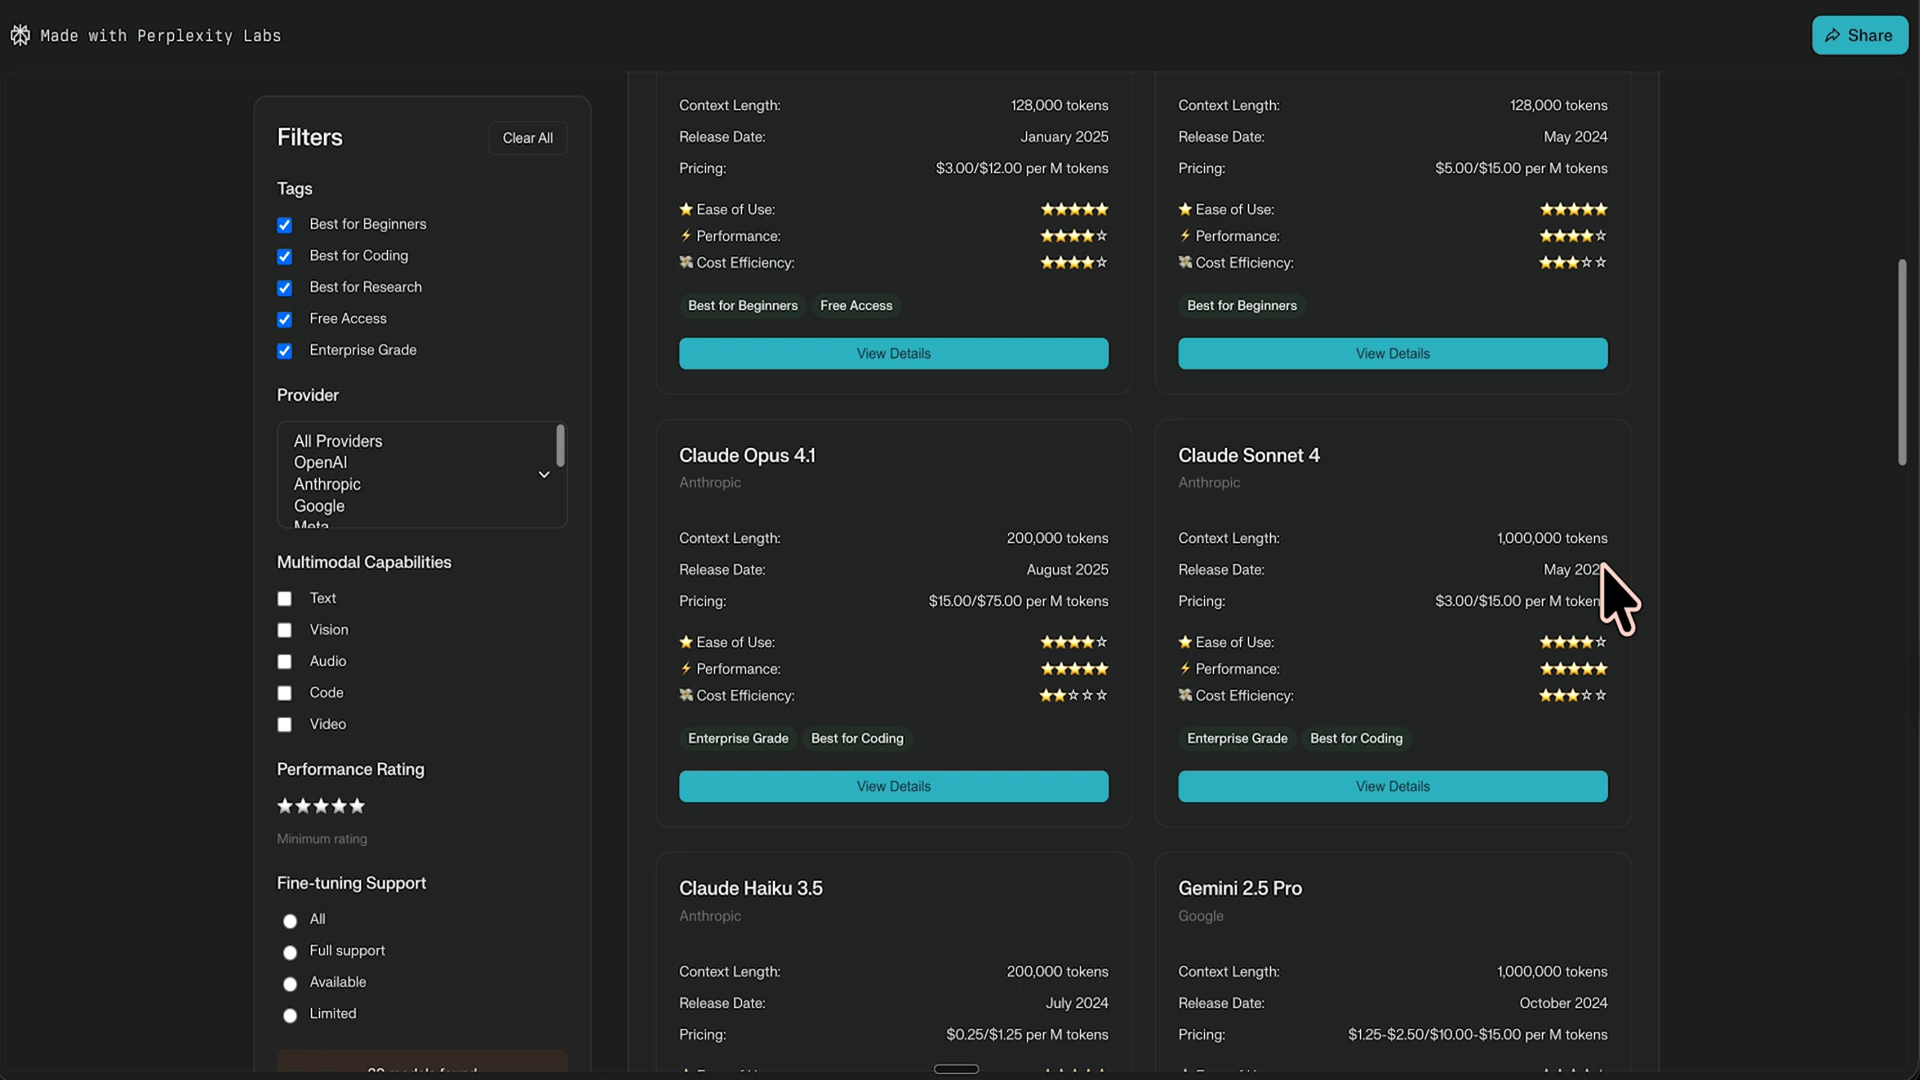 Made with Perplexity Labs
Share
Filters
Clear All
Tags
Best for Beginners
Best for Coding
Best for Research
Free Access
Enterprise Grade
Provider
All Providers
OpenAI
Anthropic
Google
Meta
Multimodal Capabilities
Text
Vision
Audio
Code
Video
Performance Rating
Minimum rating
Fine-tuning Support
All
Full support
Available
Limited
models found
Context Length: 128,000 tokens
Release Date: January 2025
Pricing: $3.00/$12.00 per M tokens
Ease of Use:
Performance:
Cost Efficiency:
Best for Beginners Free Access
View Details
Context Length: 128,000 tokens
Release Date: May 2024
Pricing: $5.00/$15.00 per M tokens
Ease of Use:
Performance:
Cost Efficiency:
Best for Beginners
View Details
Claude Opus 4.1
Anthropic
Context Length: 200,000 tokens
Release Date: August 2025
Pricing: $15.00/$75.00 per M tokens
Ease of Use:
Performance:
Cost Efficiency:
Enterprise Grade Best for Coding
View Details
Claude Sonnet 4
Anthropic
Context Length: 1,000,000 tokens
Release Date: May
Pricing: $3.00/$15.00 per M token
Ease of Use:
Performance:
Cost Efficiency:
Enterprise Grade Best for Coding
View Details
Claude Haiku 3.5
Anthropic
Context Length: 200,000 tokens
Release Date: July 2024
Pricing: $0.25/$1.25 per M tokens
Gemini 2.5 Pro
Google
Context Length: 1,000,000 tokens
Release Date: October 2024
Pricing: $1.25-$2.50/$10.00-$15.00 per M tokens